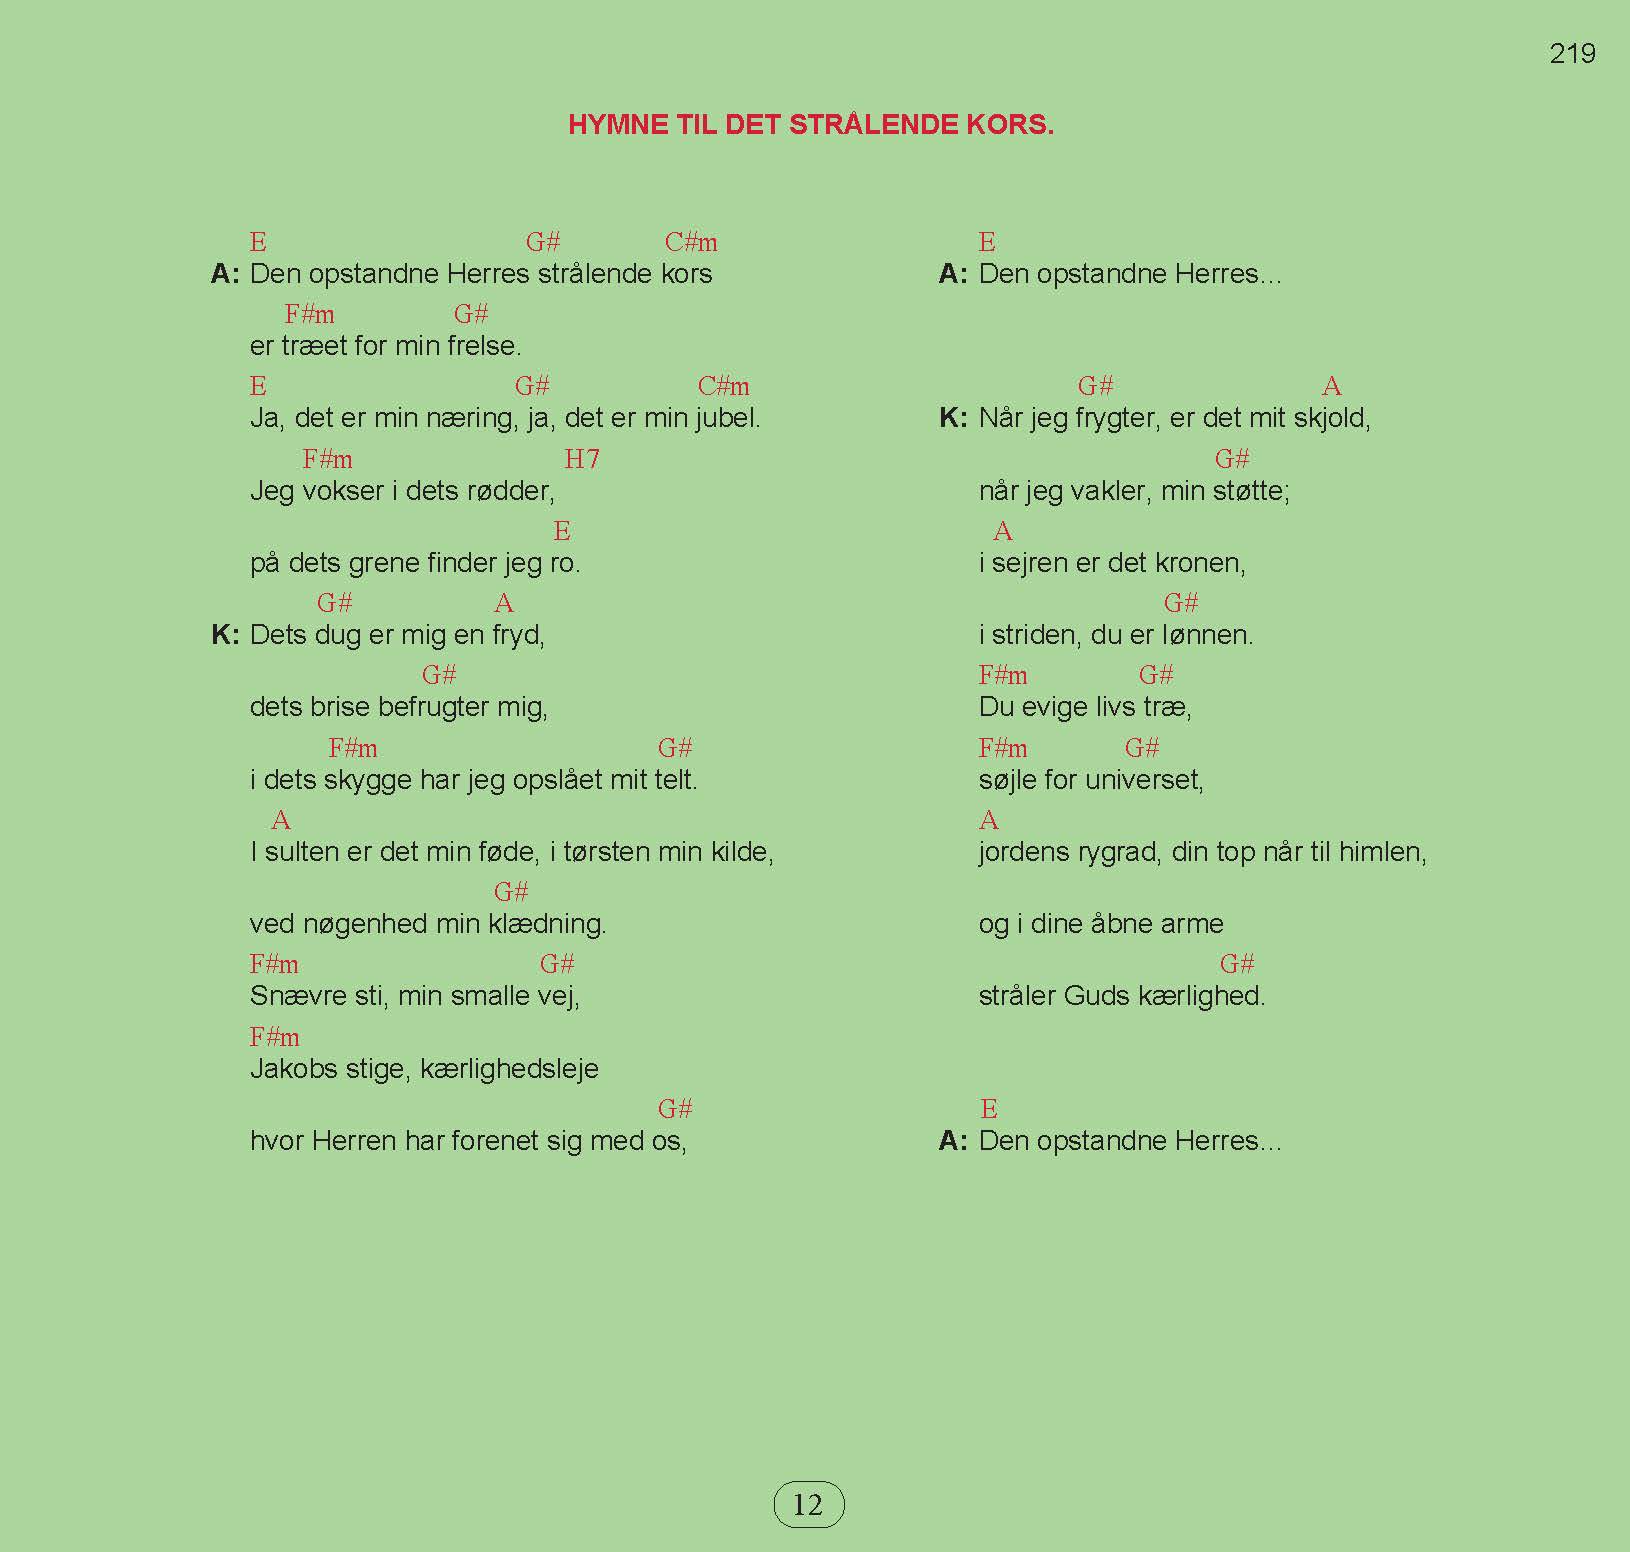 219
HYMNE TIL DET STRÅLENDE KORS.
E G# C#m
A: Den opstandne Herres strålende kors
F#m G#
er træet for min frelse.
E G# C#m
Ja, det er min næring, ja, det er min jubel.
F#m H7
Jeg vokser i dets rødder,
E
på dets grene finder jeg ro.
G# A
K: Dets dug er mig en fryd,
G#
dets brise befrugter mig,
F#m G#
i dets skygge har jeg opslået mit telt.
A
I sulten er det min føde, i tørsten min kilde,
G#
ved nøgenhed min klædning.
F#m G#
Snævre sti, min smalle vej,
F#m
Jakobs stige, kærlighedsleje
G#
hvor Herren har forenet sig med os,
E
A: Den opstandne Herres...
G# A
K: Når jeg frygter, er det mit skjold,
G#
når jeg vakler, min støtte;
A
i sejren er det kronen,
G#
i striden, du er lønnen.
F#m G#
Du evige livs træ,
F#m G#
søjle for universet,
A
jordens rygrad, din top når til himlen,
og i dine åbne arme
G#
stråler Guds kærlighed.
E
A: Den opstandne Herres...
12